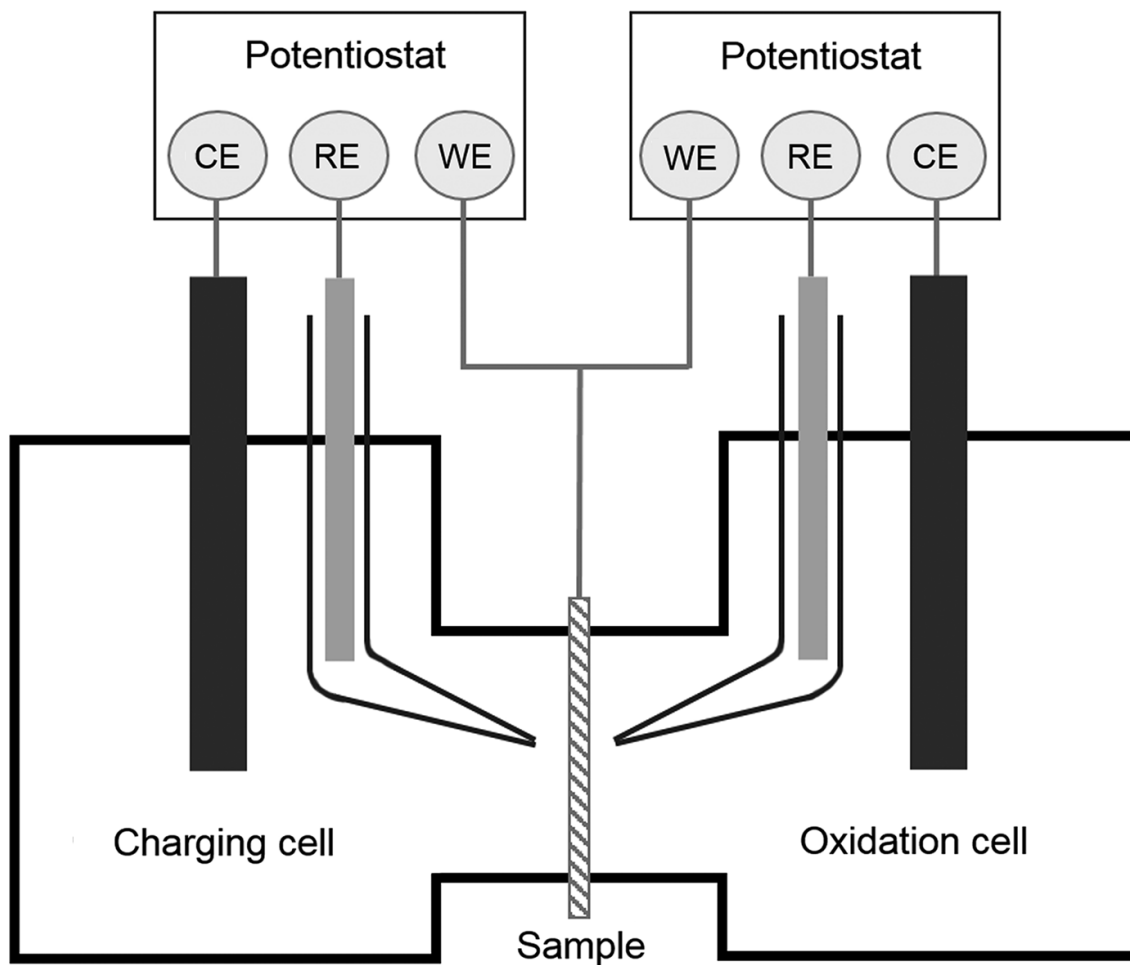 Potentiostat
CE RE WE
Potentiostat
WE RE CE
Charging cell
Oxidation cell
Sample